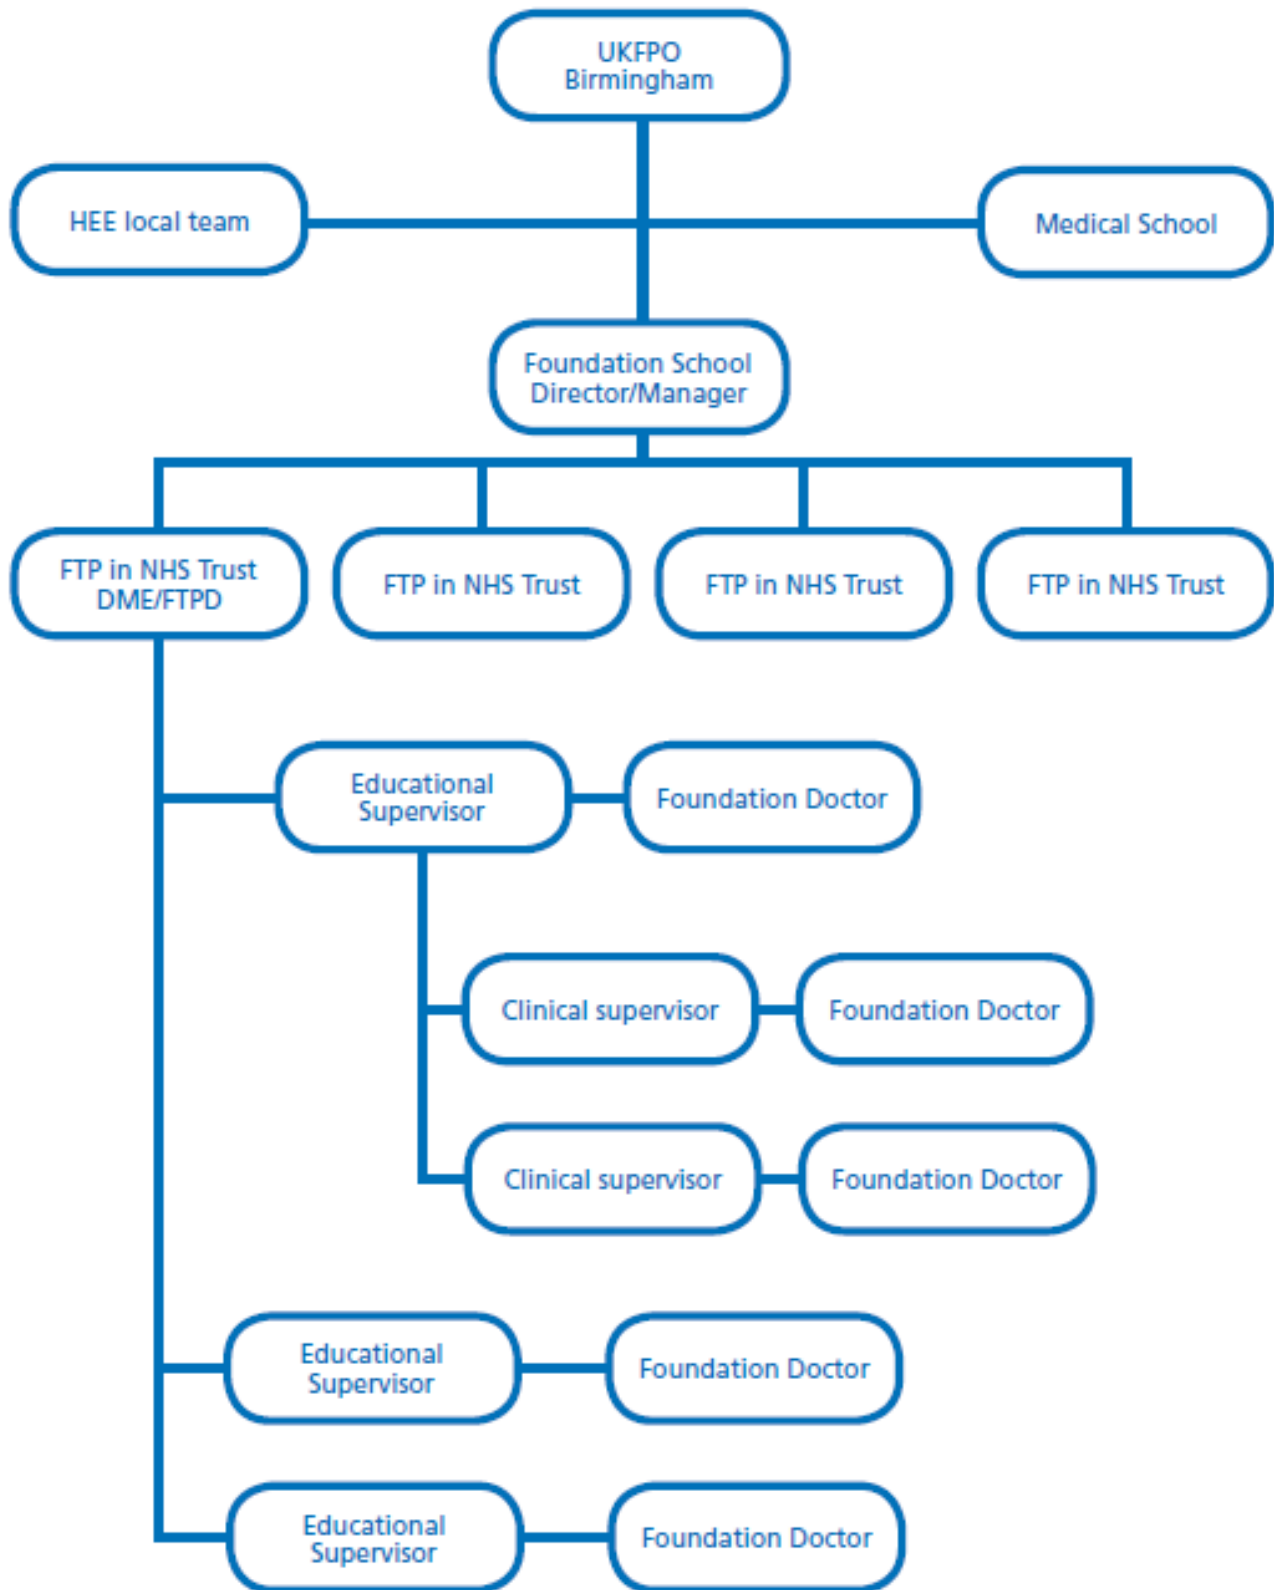 UKFPO
Birmingham
HEE local team
Medical School
Foundation School
Director/Manager
FTP in NHS Trust
DME/FTPD
FTP in NHS Trust
FTP in NHS Trust
FTP in NHS Trust
Educational
Supervisor
Foundation Doctor
Clinical supervisor
Foundation Doctor
Clinical supervisor
Foundation Doctor
Educational
Supervisor
Foundation Doctor
Educational
Supervisor
Foundation Doctor